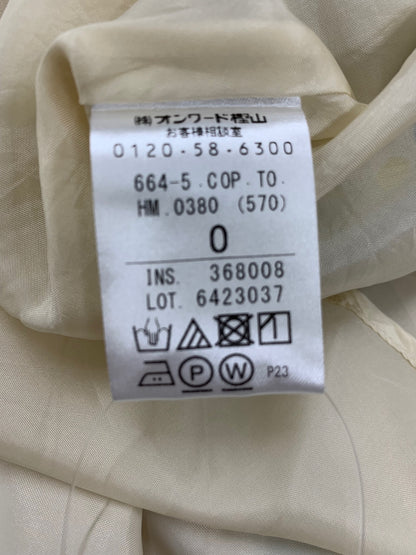 ㈱オンワード樫山
お客様相談室
0120-58-6300
664-5.COP.TO.
HM.0380 (570)
0
INS. 368008
LOT. 6423037
P W P23